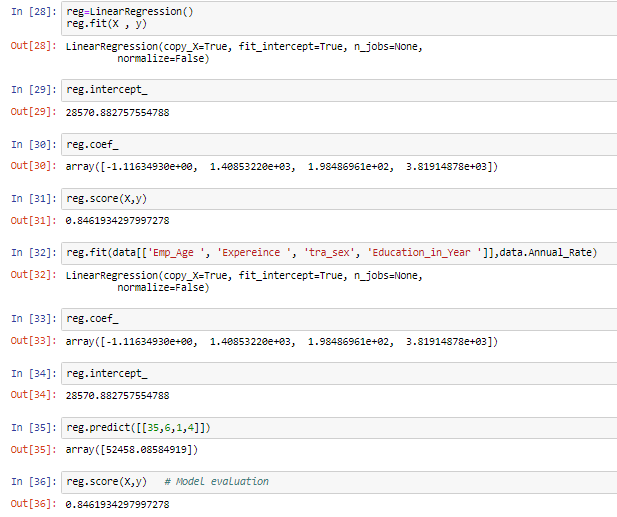 In [28]: reg=LinearRegression()
reg.fit(X , y)
Out[28]: LinearRegression(copy_X=True, fit_intercept=True, n_jobs=None,
normalize=False)
In [29]: reg.intercept_
Out[29]: 28570.882757554788
In [30]: reg.coef_
Out[30]: array([-1.11634930e+00, 1.40853220e+03, 1.98486961e+02, 3.81914878e+03])
In [31]: reg.score(X,y)
Out[31]: 0.8461934297997278
In [32]: reg.fit(data[['Emp_Age ', 'Expereince ', 'tra_sex', 'Education_in_Year ']],data.Annual_Rate)
Out[32]: LinearRegression(copy_X=True, fit_intercept=True, n_jobs=None,
normalize=False)
In [33]: reg.coef_
Out[33]: array([-1.11634930e+00, 1.40853220e+03, 1.98486961e+02, 3.81914878e+03])
In [34]: reg.intercept_
Out[34]: 28570.882757554788
In [35]: reg.predict([[35,6,1,4]])
Out[35]: array([52458.08584919])
In [36]: reg.score(X,y) # Model evaluation
Out[36]: 0.8461934297997278